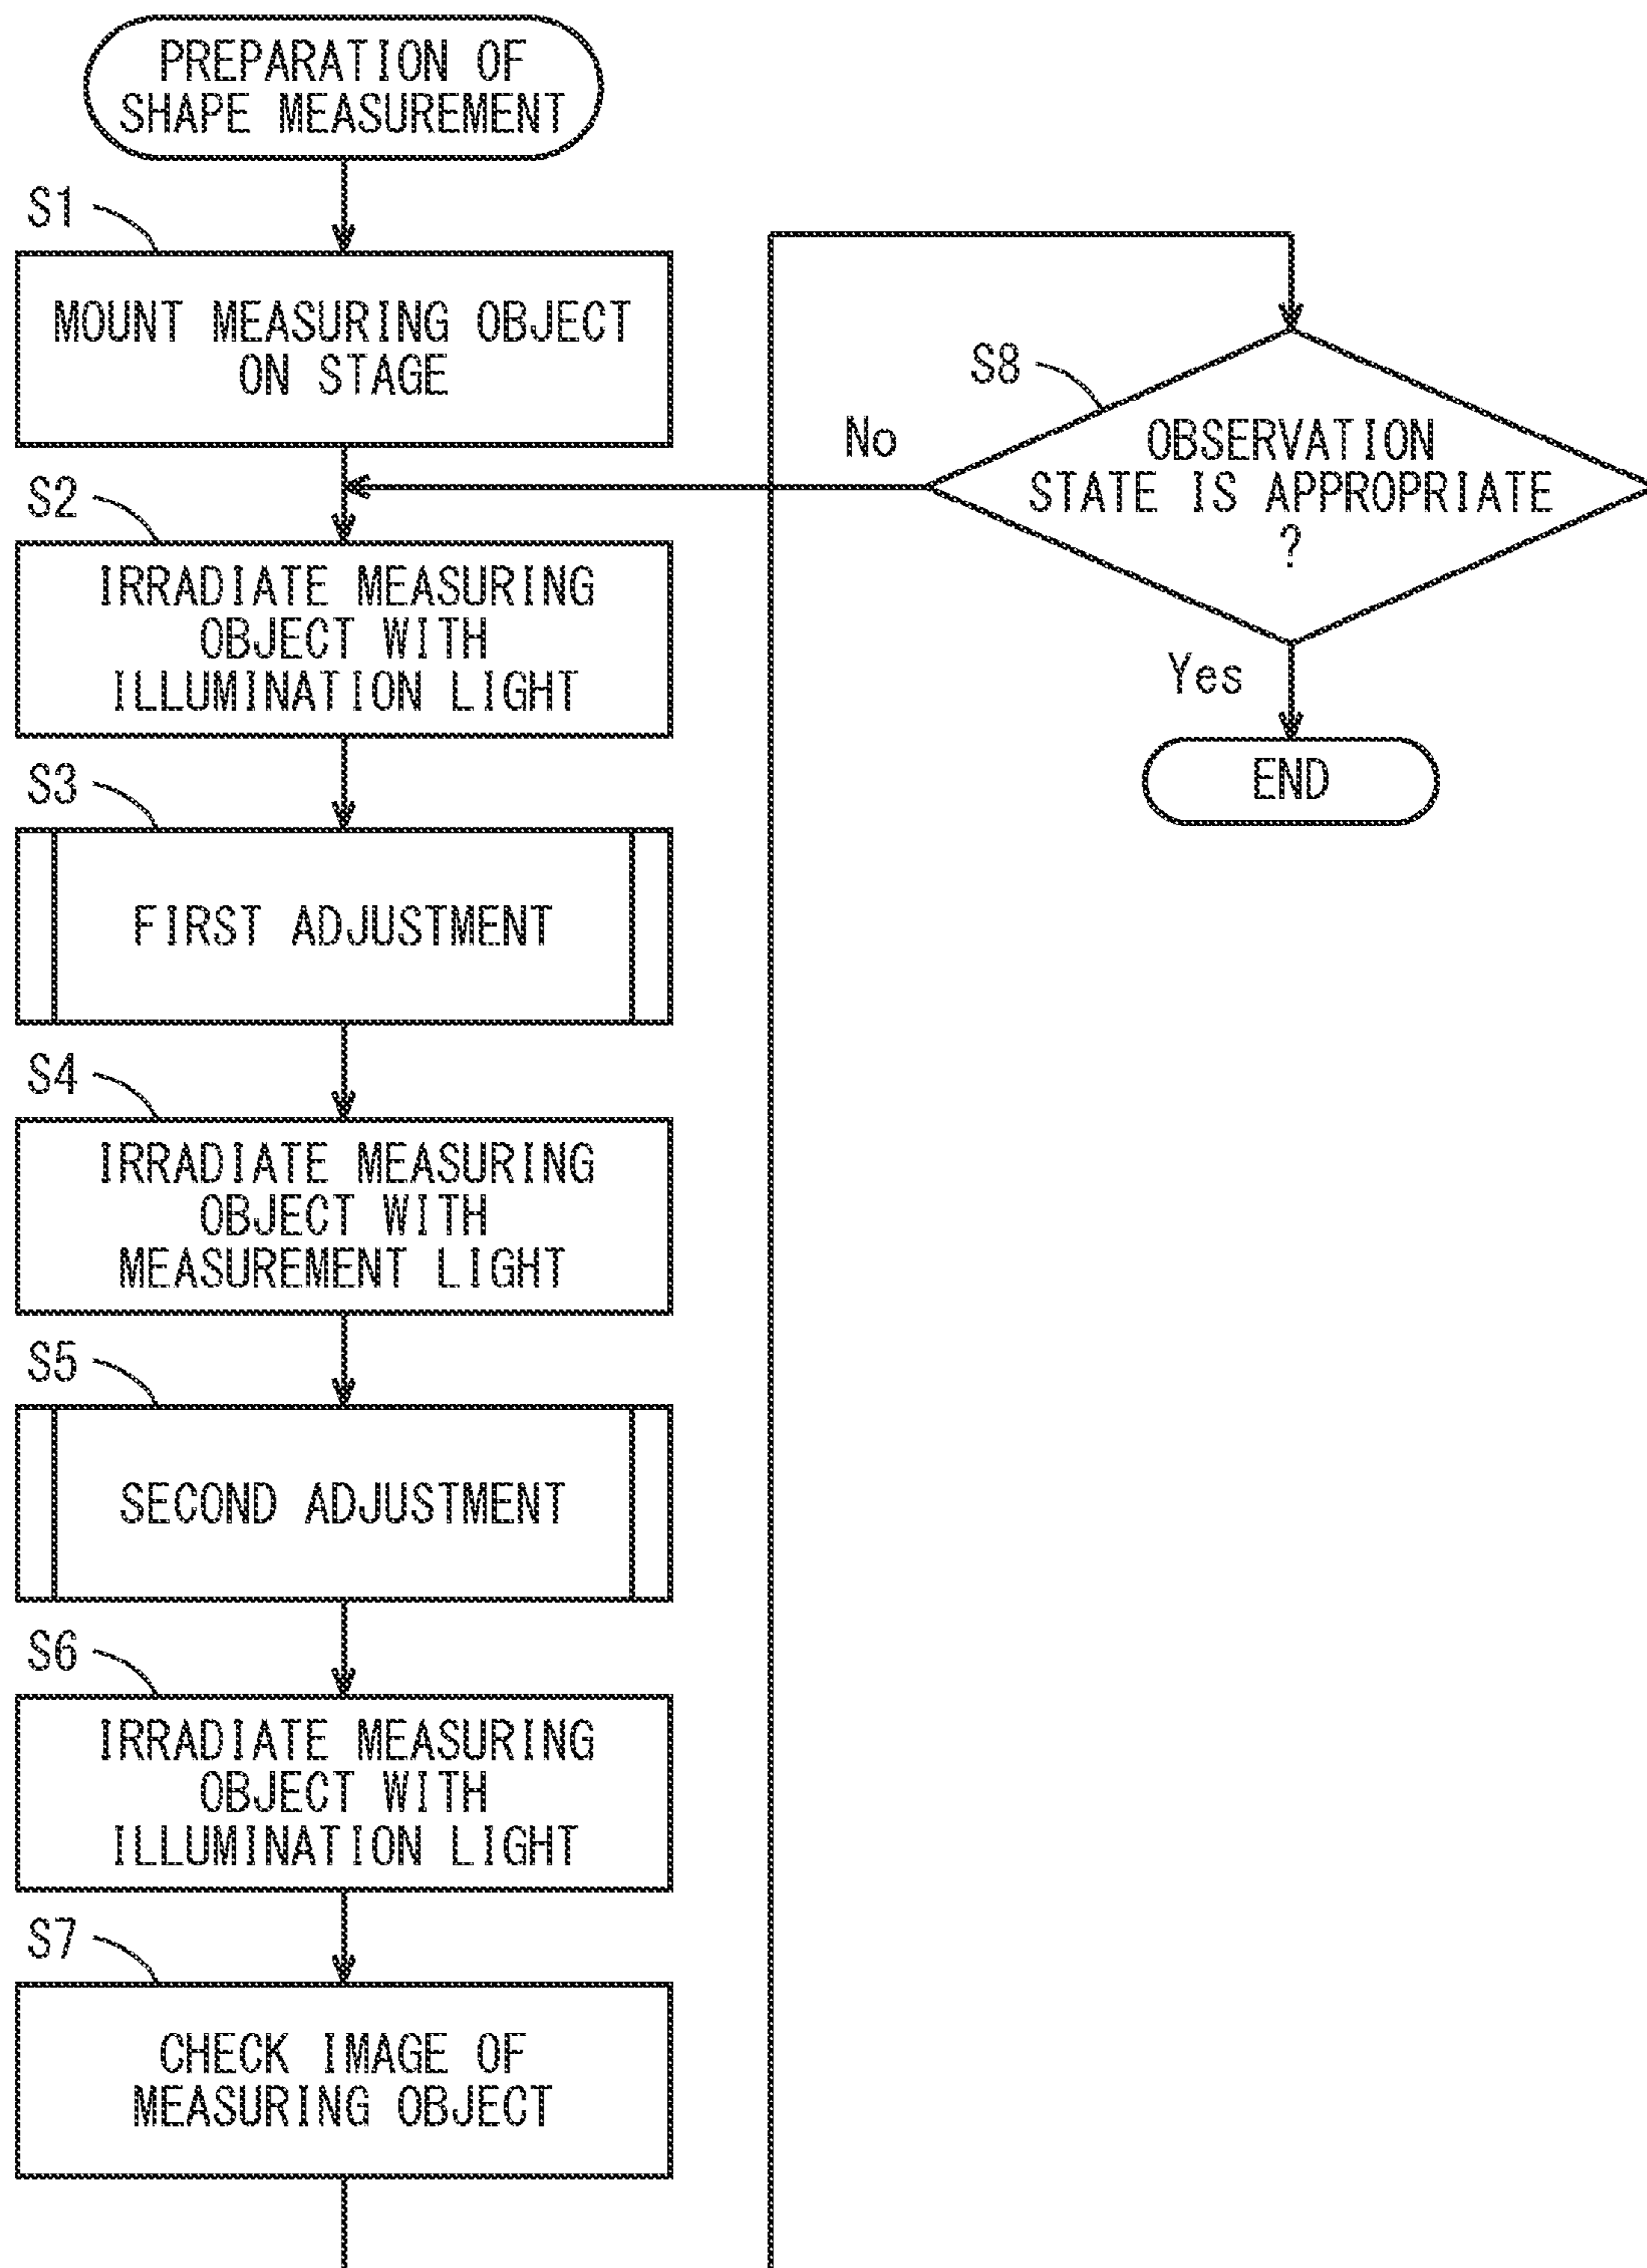 PREPARATION OF
SHAPE MEASUREMENT
S1
MOUNT MEASURING OBJECT
ON STAGE
S2
IRRADIATE MEASURING
OBJECT WITH
ILLUMINATION LIGHT
S3
FIRST ADJUSTMENT
S4
IRRADIATE MEASURING
OBJECT WITH
MEASUREMENT LIGHT
S5
SECOND ADJUSTMENT
S6
IRRADIATE MEASURING
OBJECT WITH
ILLUMINATION LIGHT
S7
CHECK IMAGE OF
MEASURING OBJECT
S8
No
OBSERVATION
STATE IS APPROPRIATE
?
Yes
END